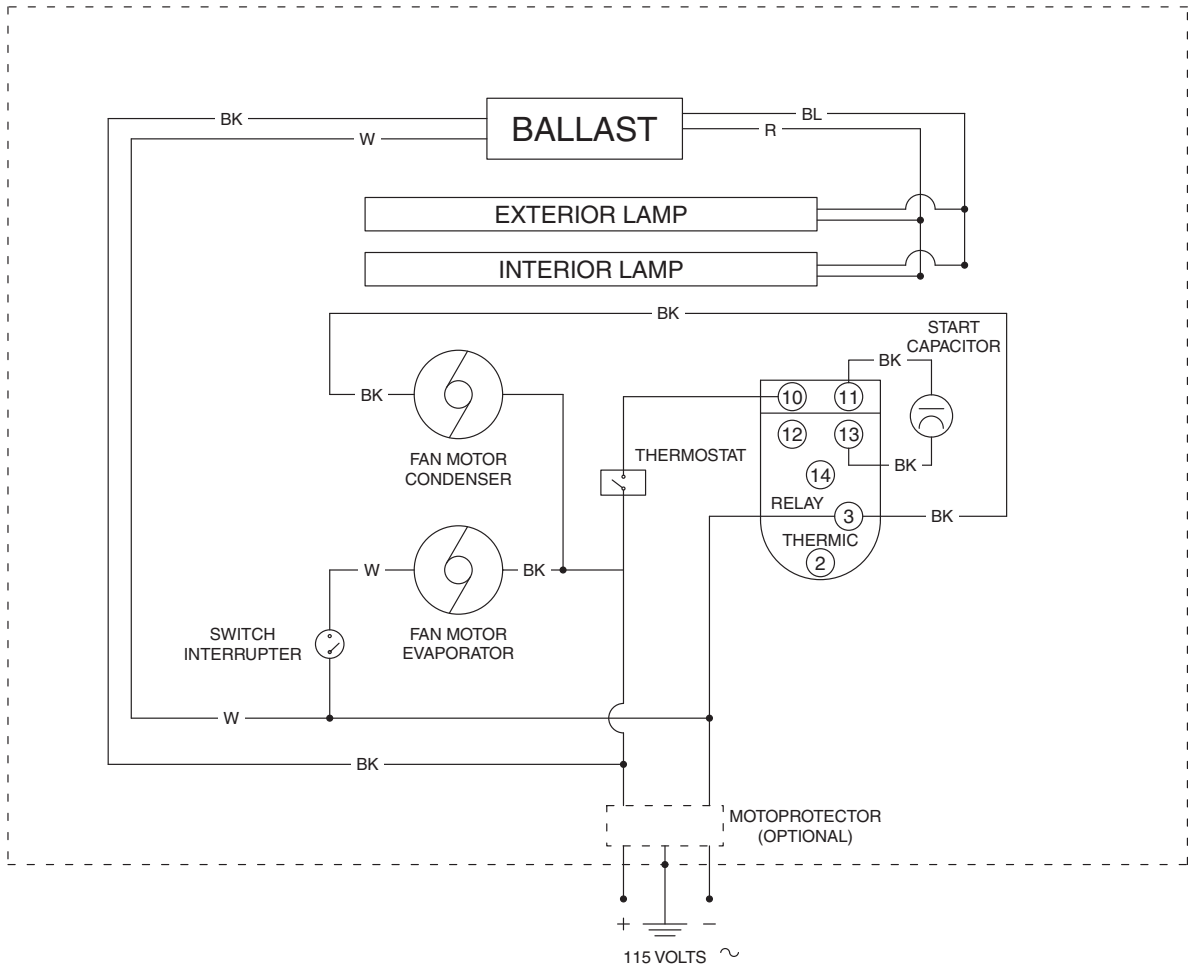 BK
BALLAST
BL
W
R
EXTERIOR LAMP
INTERIOR LAMP
BK
START
CAPACITOR
BK
BK
10
11
FAN MOTOR
CONDENSER
THERMOSTAT
12
13
BK
14
RELAY
3
BK
THERMIC
2
W
BK
SWITCH
INTERRUPTER
FAN MOTOR
EVAPORATOR
W
BK
MOTOPROTECTOR
(OPTIONAL)
+
−
115 VOLTS ~